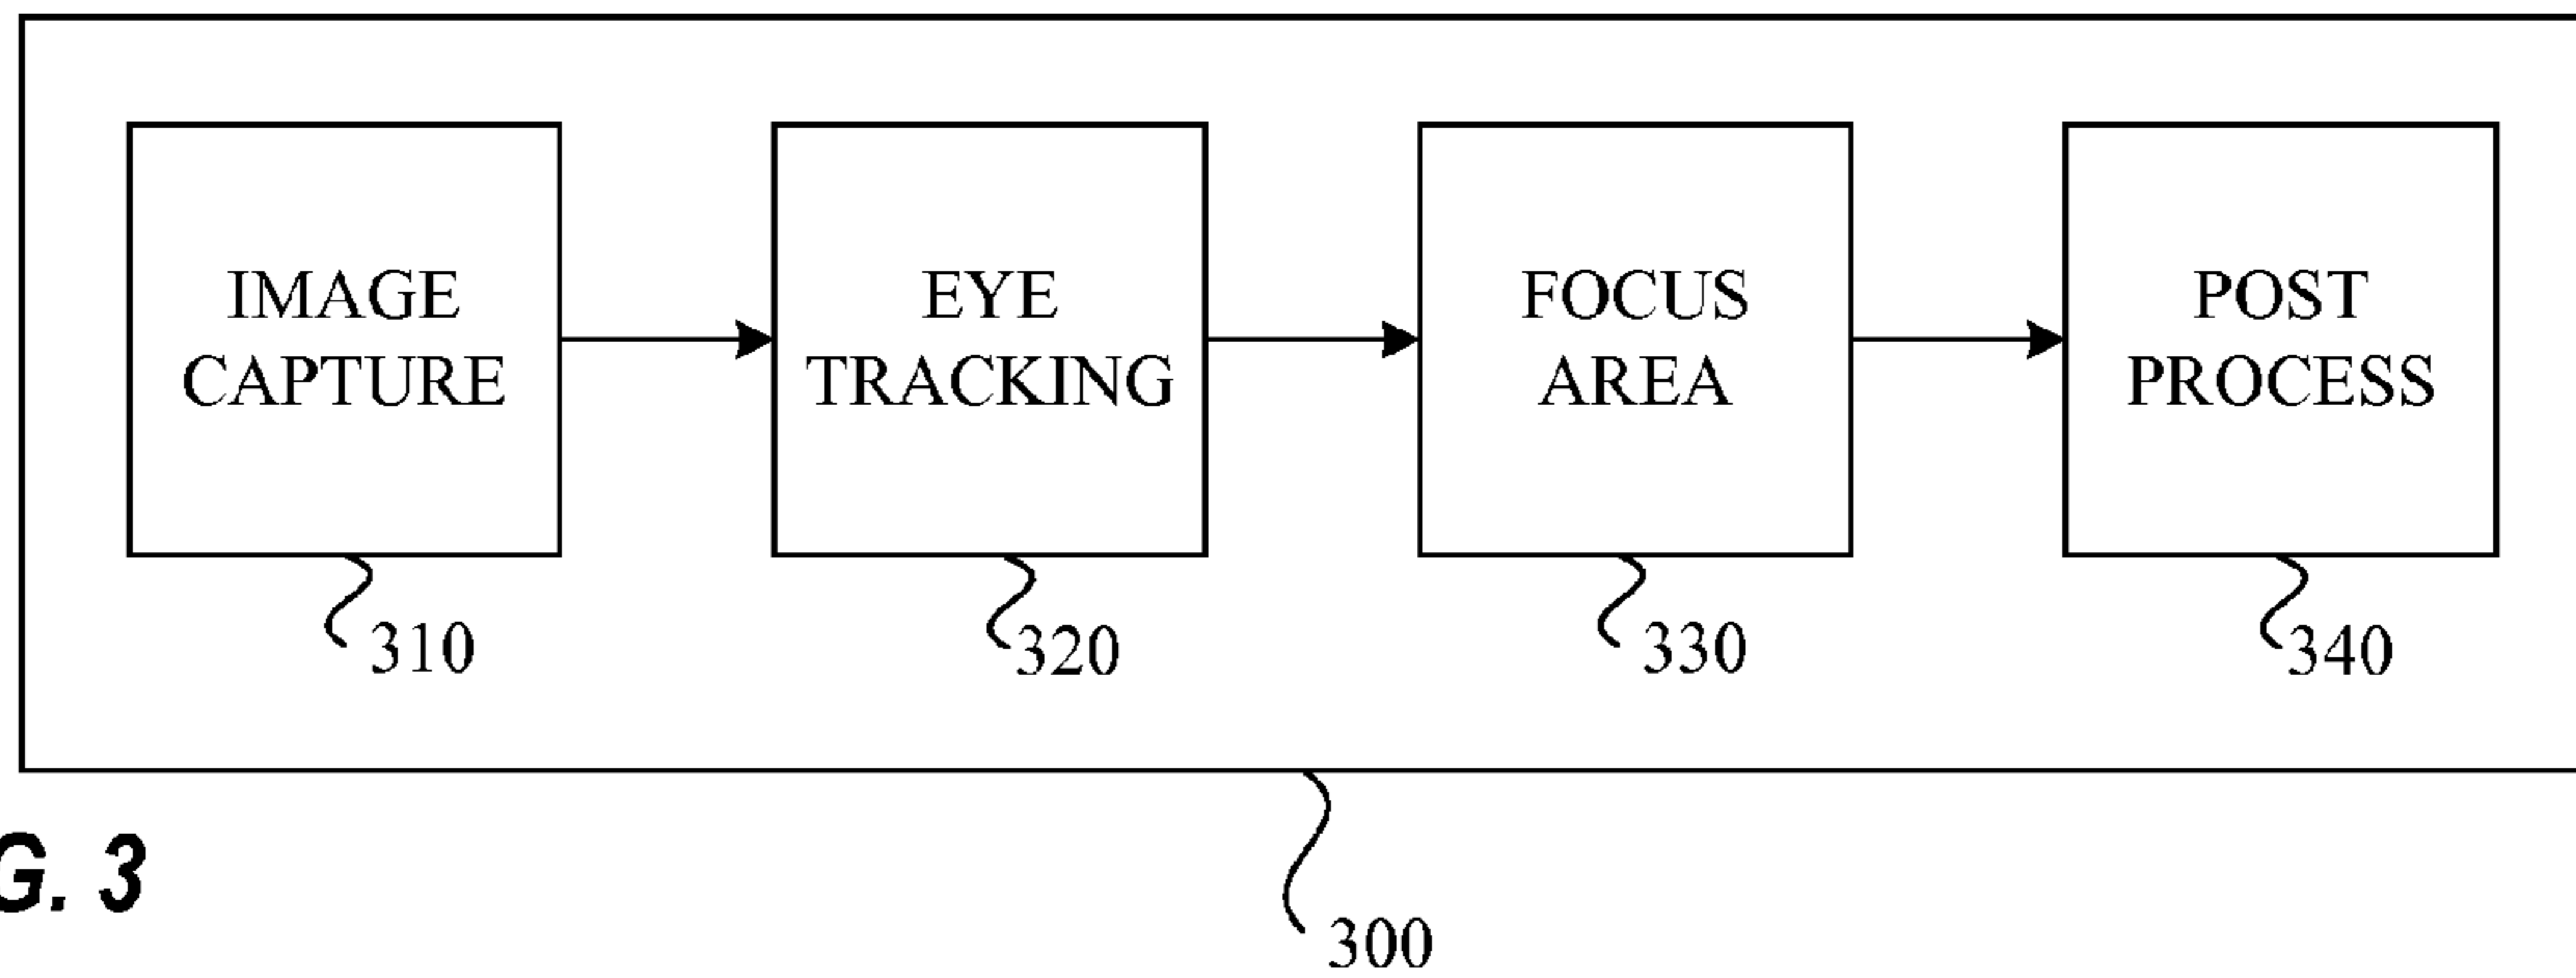 IMAGE
CAPTURE
EYE
TRACKING
FOCUS
AREA
POST
PROCESS
310
320
330
340
300
G. 3